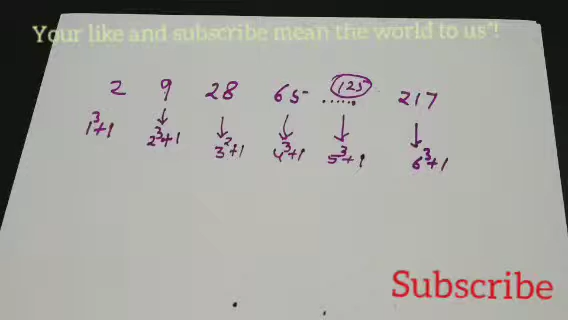 Your like and subscribe mean the world to us"!
2 9 28 65 ...... 125 217
1³+1 2³+1 3²+1 4³+1 5³+1 6³+1
Subscribe